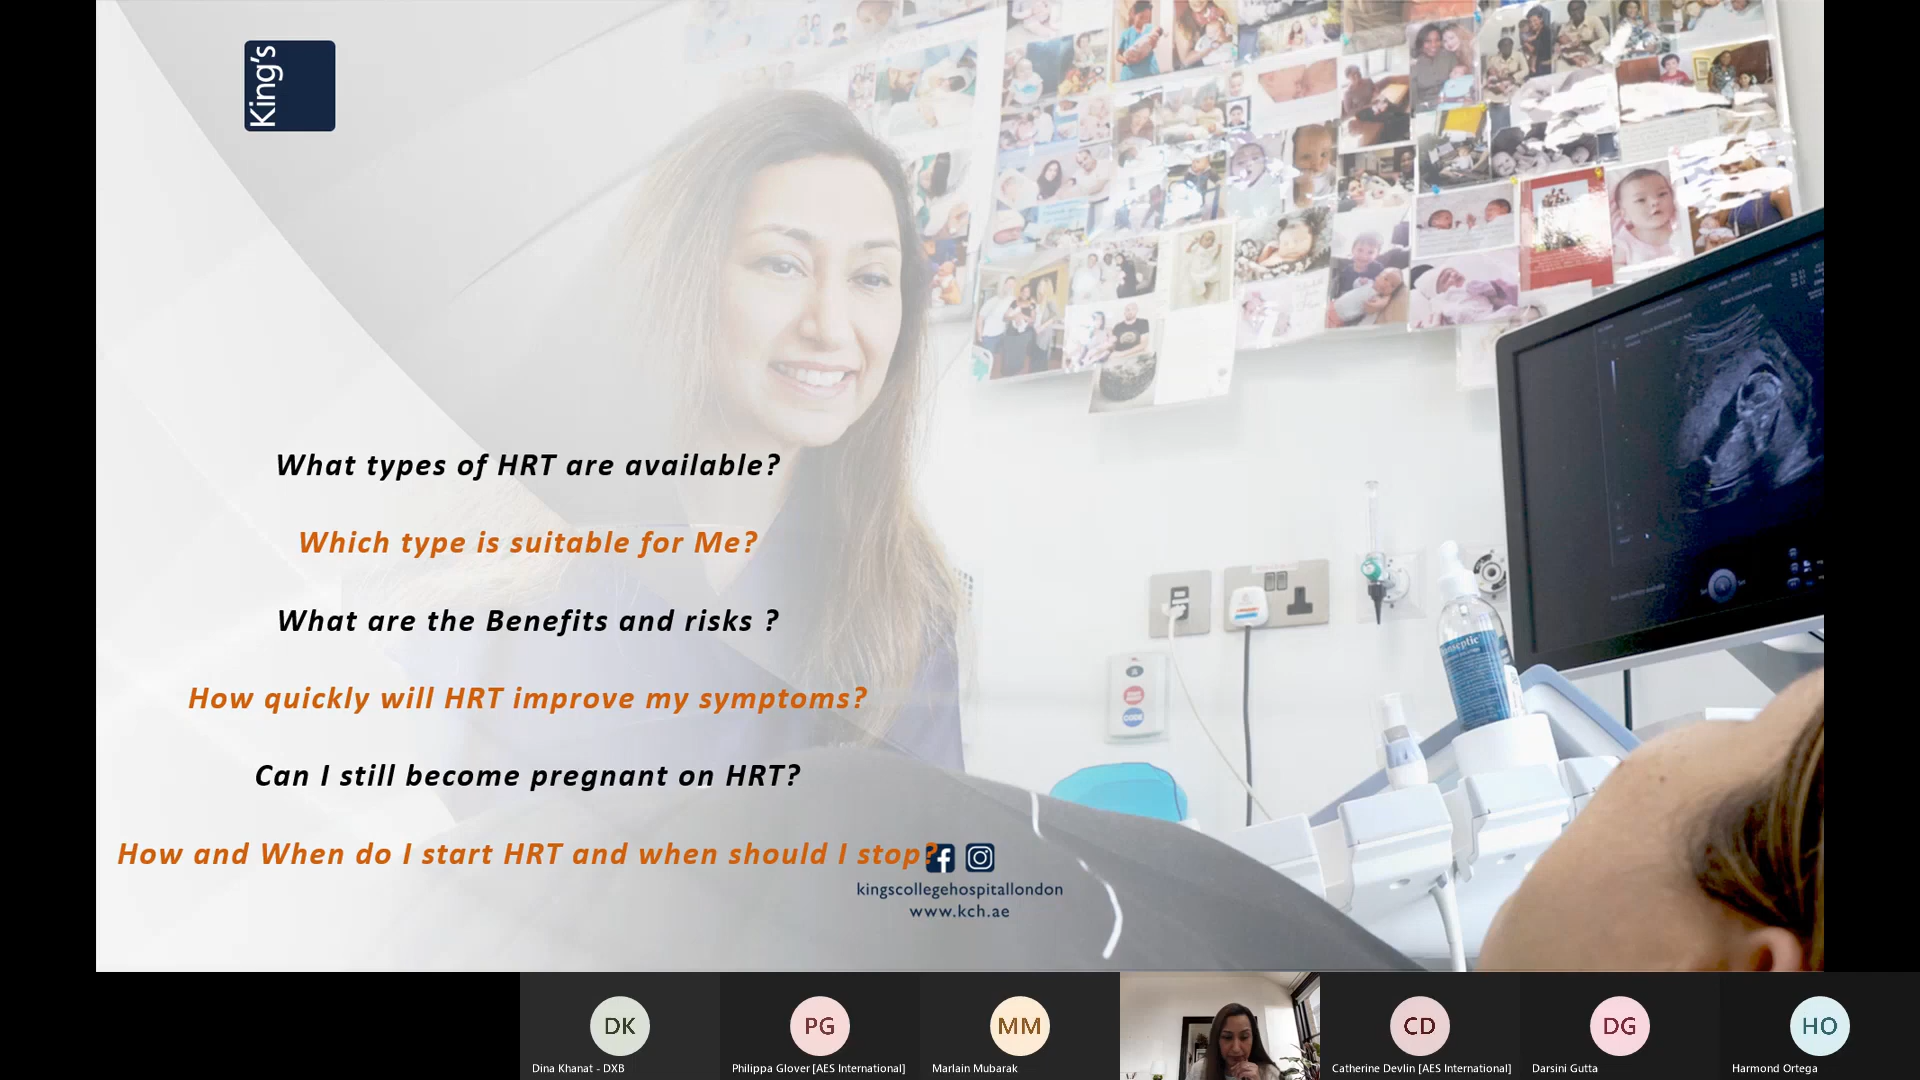 King's
What types of HRT are available?
Which type is suitable for Me?
What are the Benefits and risks ?
How quickly will HRT improve my symptoms?
Can I still become pregnant on HRT?
How and When do I start HRT and when should I stop?
kingscollegehospitallondon
www.kch.ae
CODE
DK
PG
MM
CD
DG
HO
Dina Khanat - DXB
Philippa Glover [AES International]
Marlain Mubarak
Catherine Devlin [AES International]
Darsini Gutta
Harmond Ortega